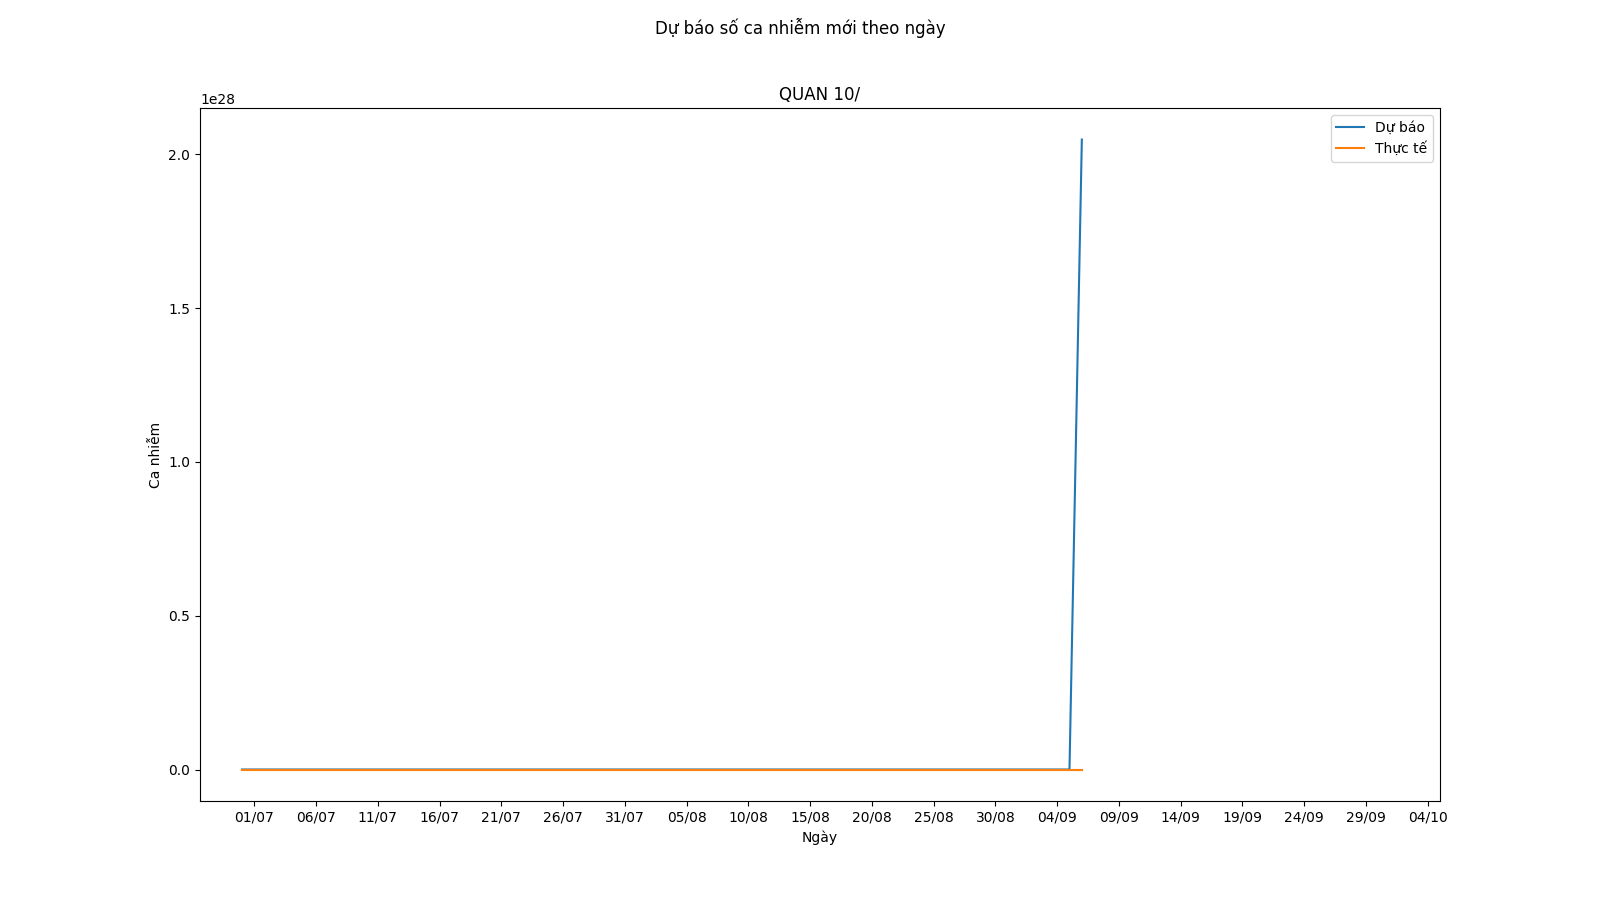 Dự báo số ca nhiễm mới theo ngày
QUAN 10/
1e28
Dự báo
Thực tế
2.0
1.5
1.0
0.5
0.0
Ca nhiễm
01/07 06/07 11/07 16/07 21/07 26/07 31/07 05/08 10/08 15/08 20/08 25/08 30/08 04/09 09/09 14/09 19/09 24/09 29/09 04/10
Ngày